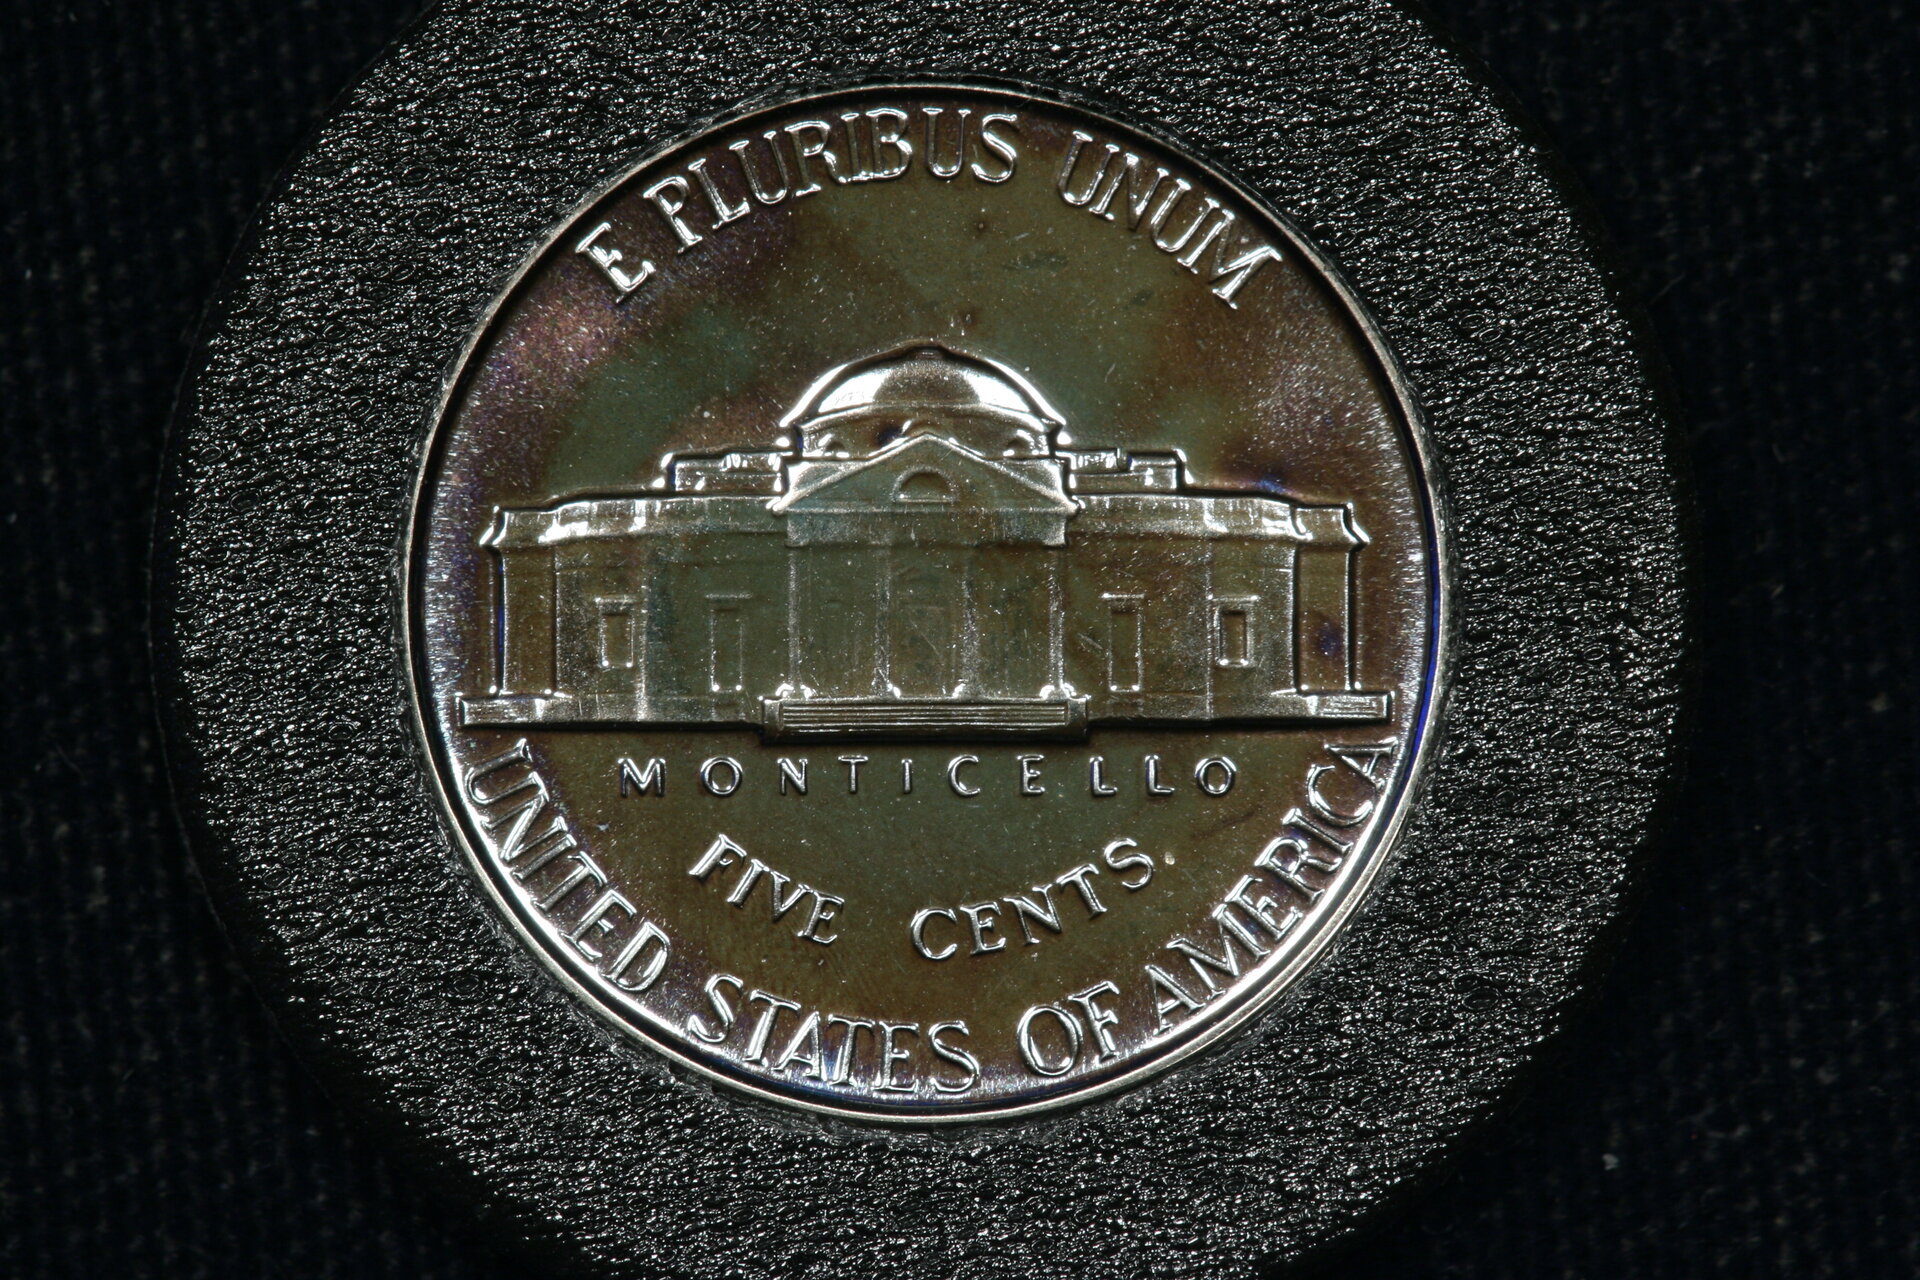 E PLURIBUS UNUM
MONTICELLO
FIVE CENTS
UNITED STATES OF AMERICA